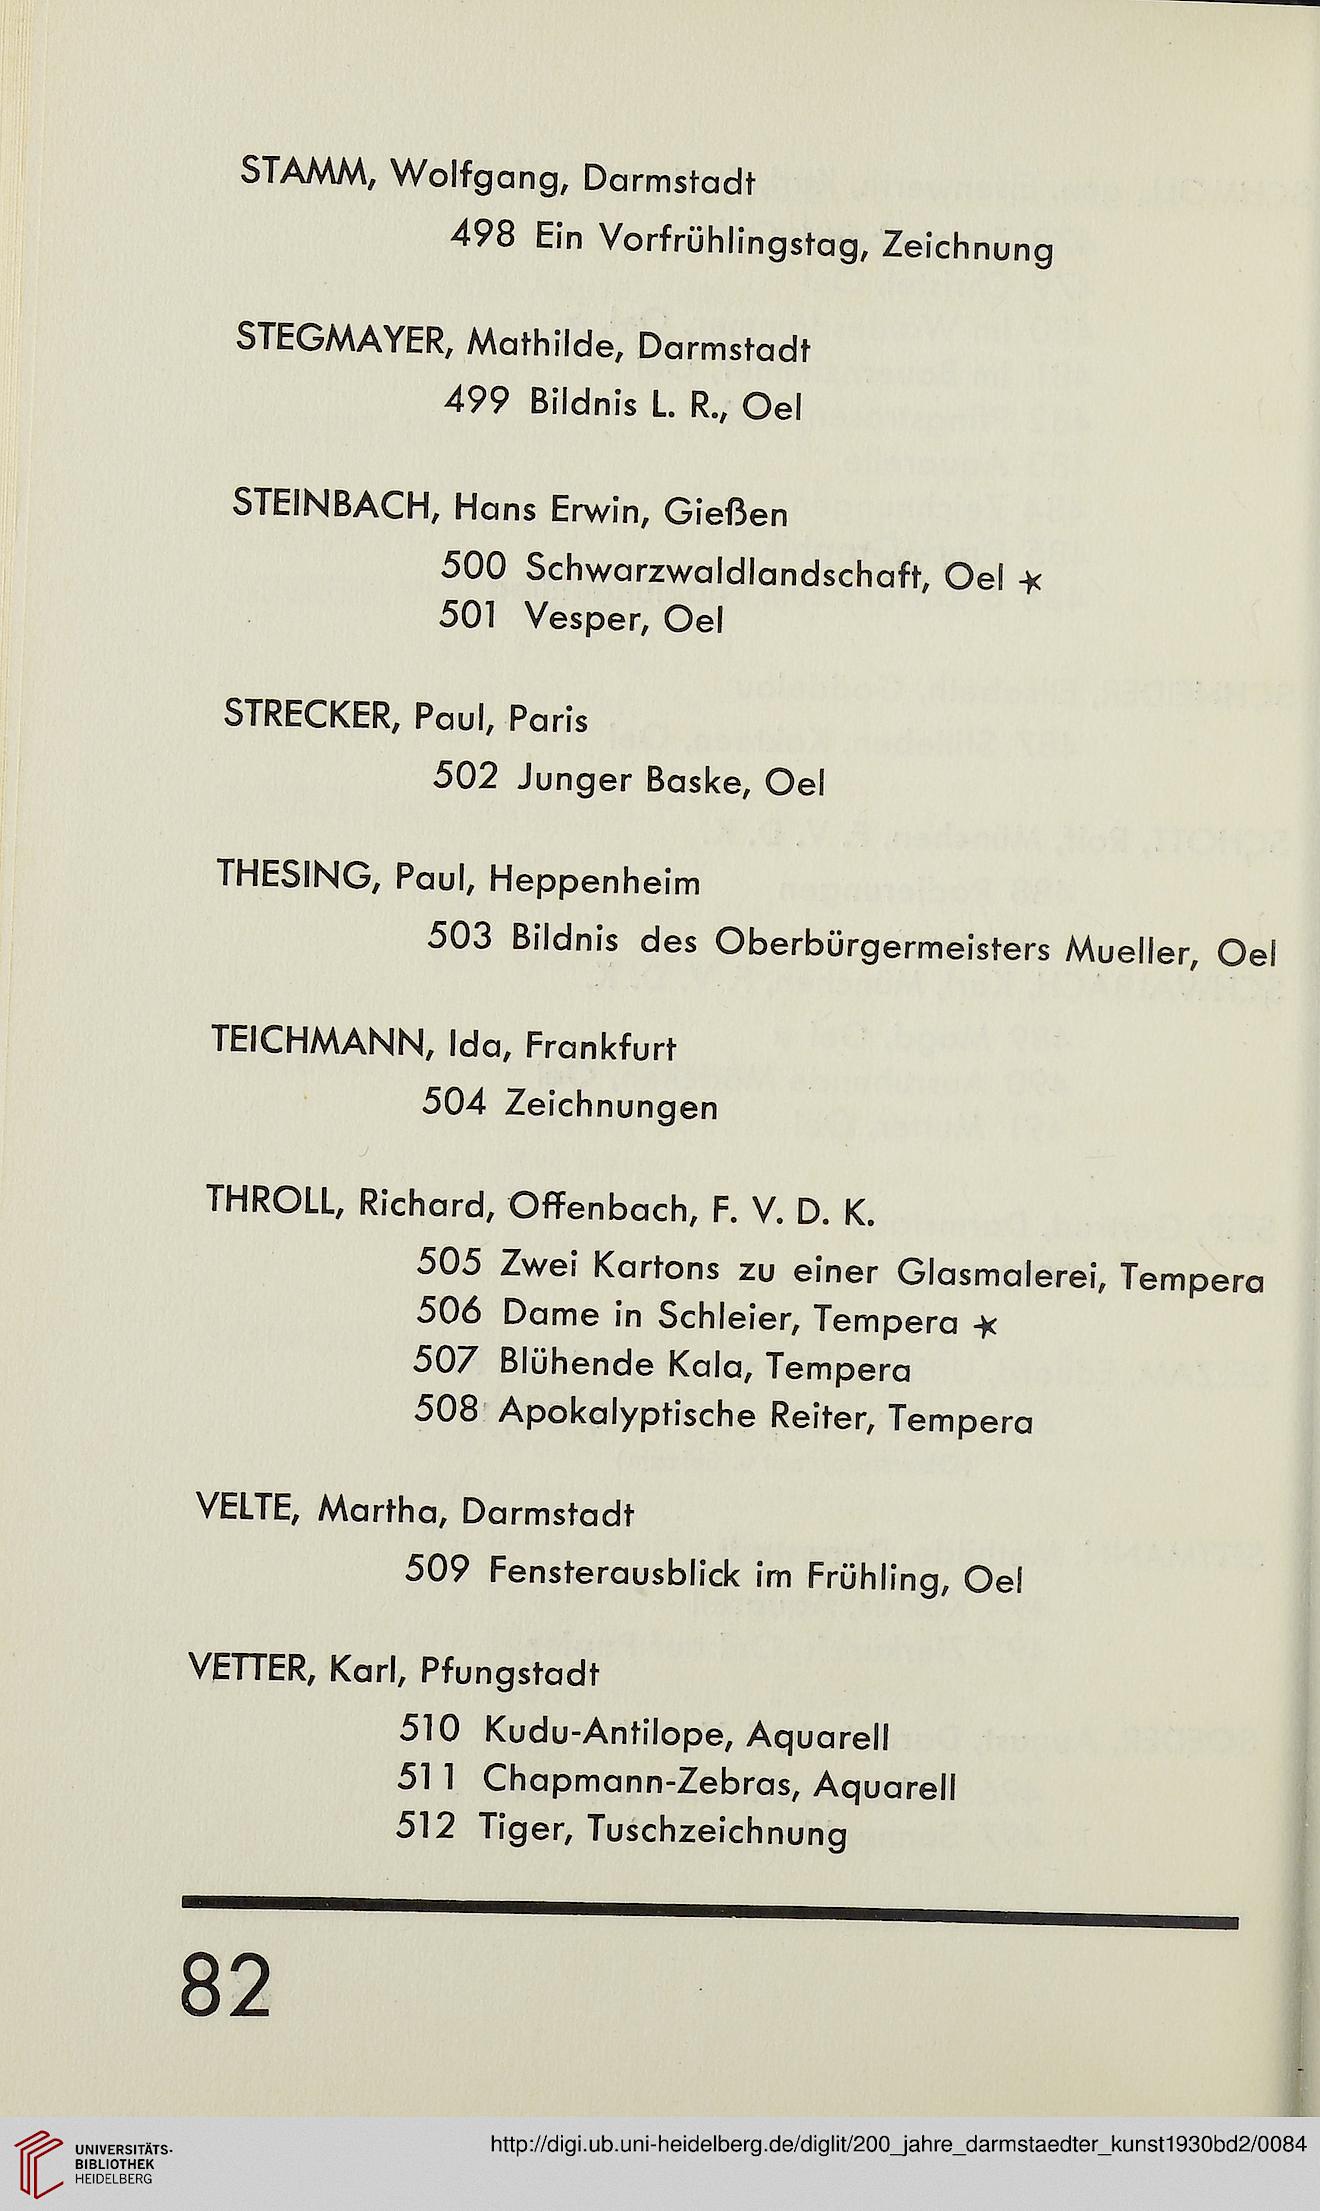 STAMM, Wolfgang, Darmstadt
498 Ein Vorfrühlingstag, Zeichnung
STEGMAYER, Mathilde, Darmstadt
499 Bildnis L. R., Oel
STEINBACH, Hans Erwin, Gießen
500 Schwarzwaldlandschaft, Oel *
501 Vesper, Oel
STRECKER, Paul, Paris
502 Junger Baske, Oel
THESING, Paul, Heppenheim
503 Bildnis des Oberbürgermeisters Mueller, Oel
TEICHMANN, Ida, Frankfurt
504 Zeichnungen
THROLL, Richard, Offenbach, F. V. D. K.
505 Zwei Kartons zu einer Glasmalerei, Tempera
506 Dame in Schleier, Tempera *
507 Blühende Kala, Tempera
508 Apokalyptische Reiter, Tempera
VELTE, Martha, Darmstadt
509 Fensterausblick im Frühling, Oel
VETTER, Karl, Pfungstadt
510 Kudu-Antilope, Aquarell
511 Chapmann-Zebras, Aquarell
512 Tiger, Tuschzeichnung
82
UNIVERSITÄTS-
BIBLIOTHEK
HEIDELBERG
http://digi.ub.uni-heidelberg.de/diglit/200_jahre_darmstaedter_kunst1930bd2/0084